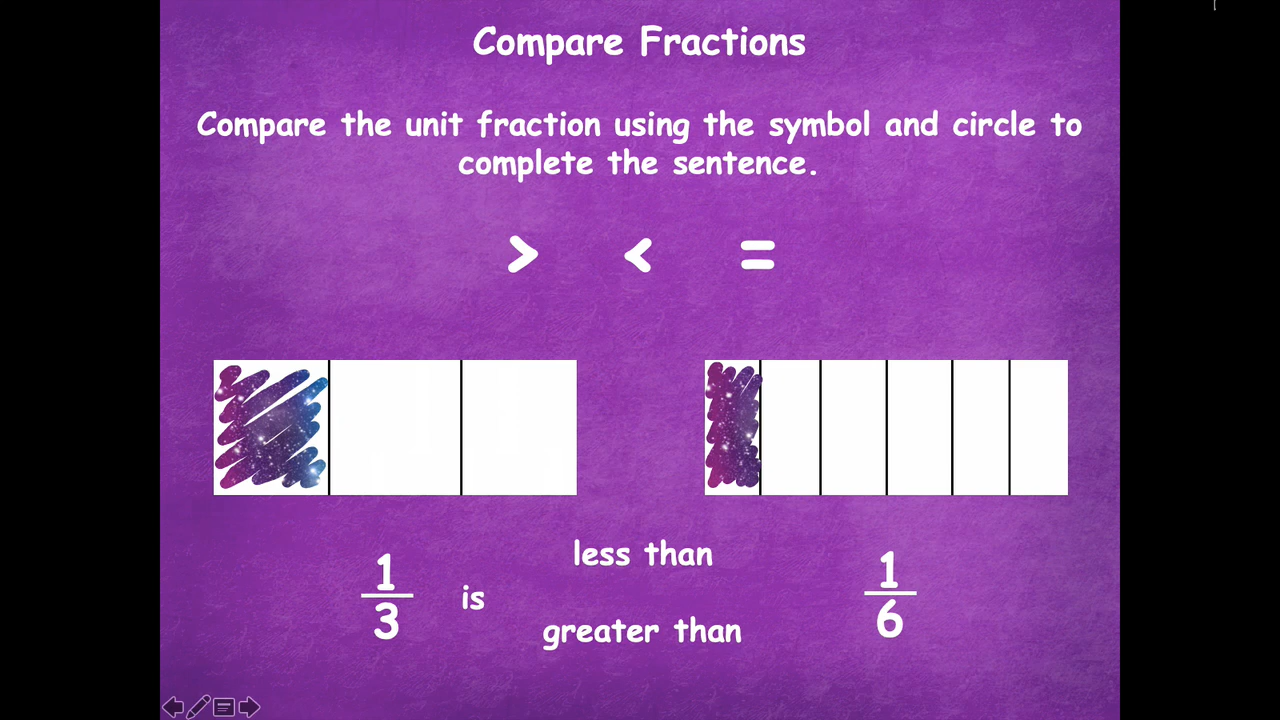 Compare Fractions
Compare the unit fraction using the symbol and circle to
complete the sentence.
> < =
less than
1/3 is 1/6
greater than